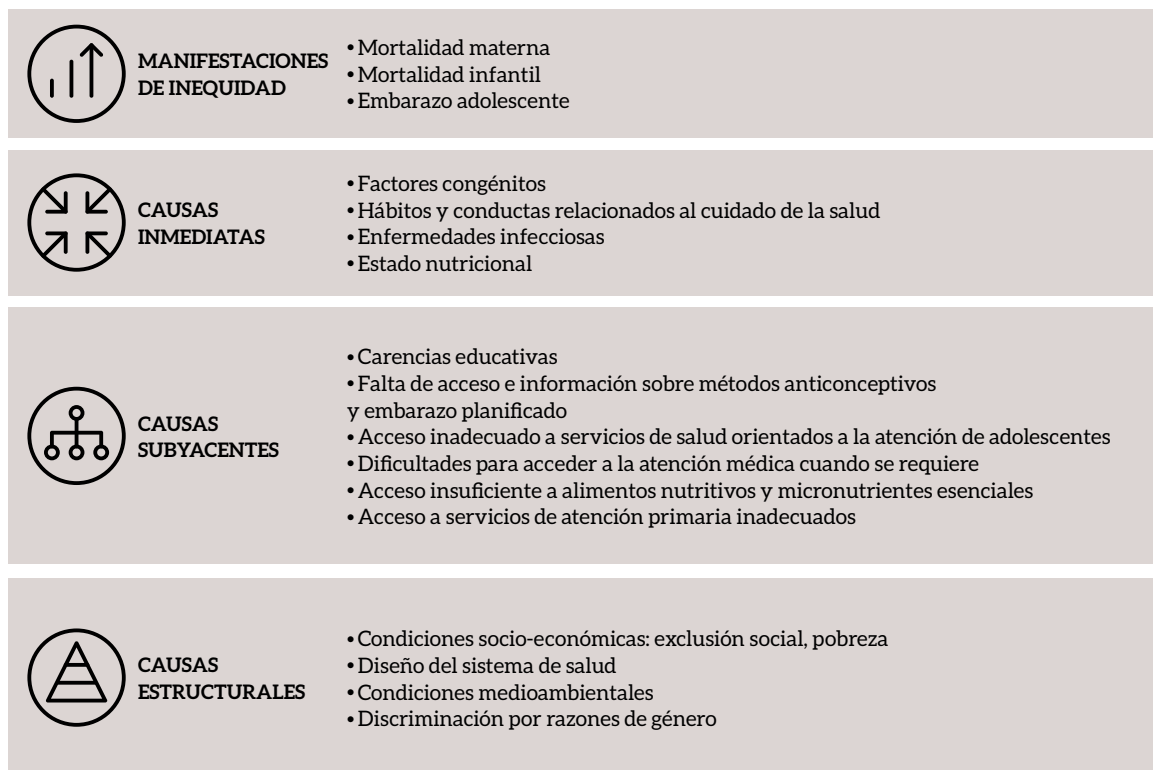 MANIFESTACIONES
DE INEQUIDAD
• Mortalidad materna
• Mortalidad infantil
• Embarazo adolescente
CAUSAS
INMEDIATAS
• Factores congénitos
• Hábitos y conductas relacionados al cuidado de la salud
• Enfermedades infecciosas
• Estado nutricional
CAUSAS
SUBYACENTES
• Carencias educativas
• Falta de acceso e información sobre métodos anticonceptivos
y embarazo planificado
• Acceso inadecuado a servicios de salud orientados a la atención de adolescentes
• Dificultades para acceder a la atención médica cuando se requiere
• Acceso insuficiente a alimentos nutritivos y micronutrientes esenciales
• Acceso a servicios de atención primaria inadecuados
CAUSAS
ESTRUCTURALES
• Condiciones socio-económicas: exclusión social, pobreza
• Diseño del sistema de salud
• Condiciones medioambientales
• Discriminación por razones de género